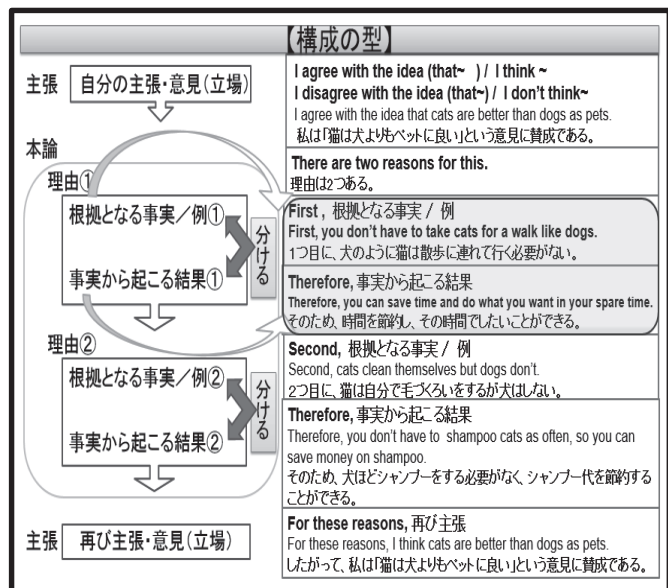 【構成の型】
主張
自分の主張・意見(立場)
I agree with the idea (that~ ) / I think ~
I disagree with the idea (that~) / I don't think~
I agree with the idea that cats are better than dogs as pets.
私は「猫は犬よりもペットに良い」という意見に賛成である。
本論
There are two reasons for this.
理由は2つある。
理由①
根拠となる事実/例①
分ける
事実から起こる結果①
First , 根拠となる事実 / 例
First, you don't have to take cats for a walk like dogs.
1つ目に、犬のように猫は散歩に連れて行く必要がない。
Therefore, 事実から起こる結果
Therefore, you can save time and do what you want in your spare time.
そのため、時間を節約し、その時間でしたいことができる。
理由②
根拠となる事実/例②
分ける
事実から起こる結果②
Second, 根拠となる事実 / 例
Second, cats clean themselves but dogs don't.
2つ目に、猫は自分で毛づくろいをするが犬はしない。
Therefore, 事実から起こる結果
Therefore, you don't have to shampoo cats as often, so you can
save money on shampoo.
そのため、犬ほどシャンプーをする必要がなく、シャンプー代を節約する
ことができる。
主張
再び主張・意見(立場)
For these reasons, 再び主張
For these reasons, I think cats are better than dogs as pets.
したがって、私は「猫は犬よりもペットに良い」という意見に賛成である。